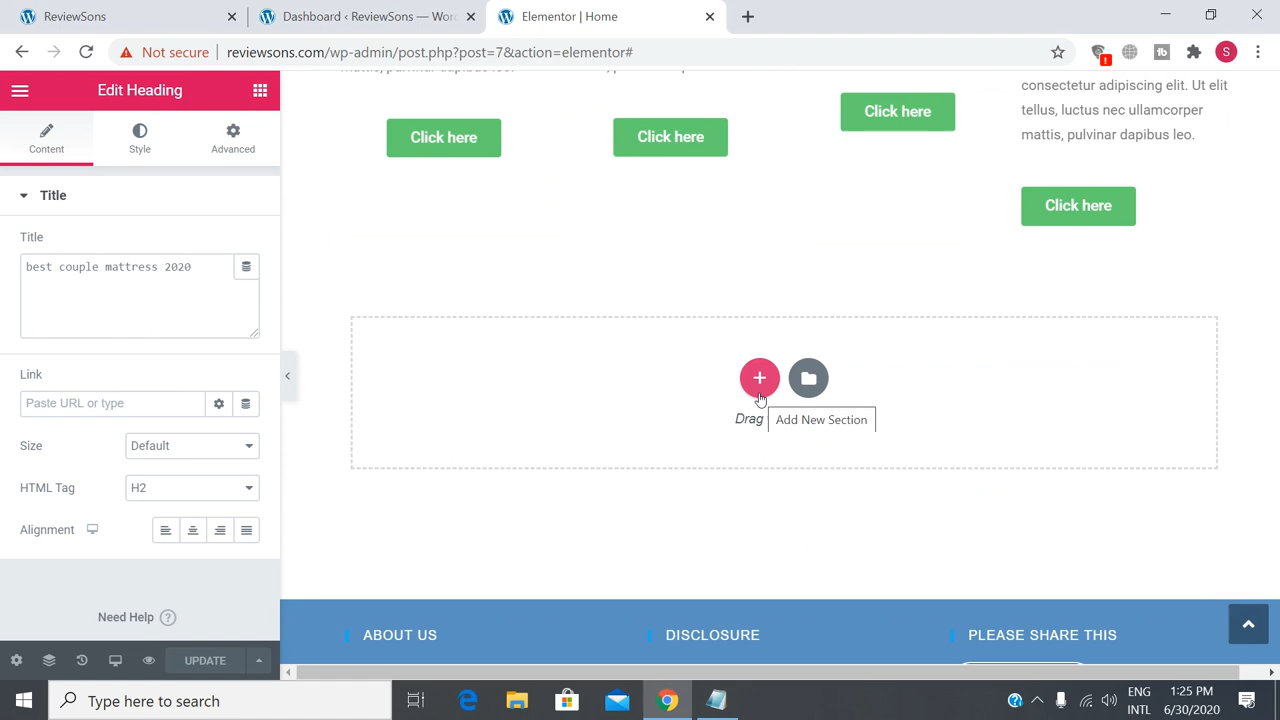 ReviewSons
Dashboard ‹ ReviewSons — Wor
Elementor | Home
Not secure
reviewsons.com/wp-admin/post.php?post=7&action=elementor#
S
Edit Heading
Content
Style
Advanced
Title
Title
best couple mattress 2020
Link
Paste URL or type
Size
Default
HTML Tag
H2
Alignment
Need Help
UPDATE
consectetur adipiscing elit. Ut elit
tellus, luctus nec ullamcorper
mattis, pulvinar dapibus leo.
Click here
Click here
Click here
Click here
Drag
Add New Section
ABOUT US
DISCLOSURE
PLEASE SHARE THIS
Type here to search
ENG
INTL
1:25 PM
6/30/2020